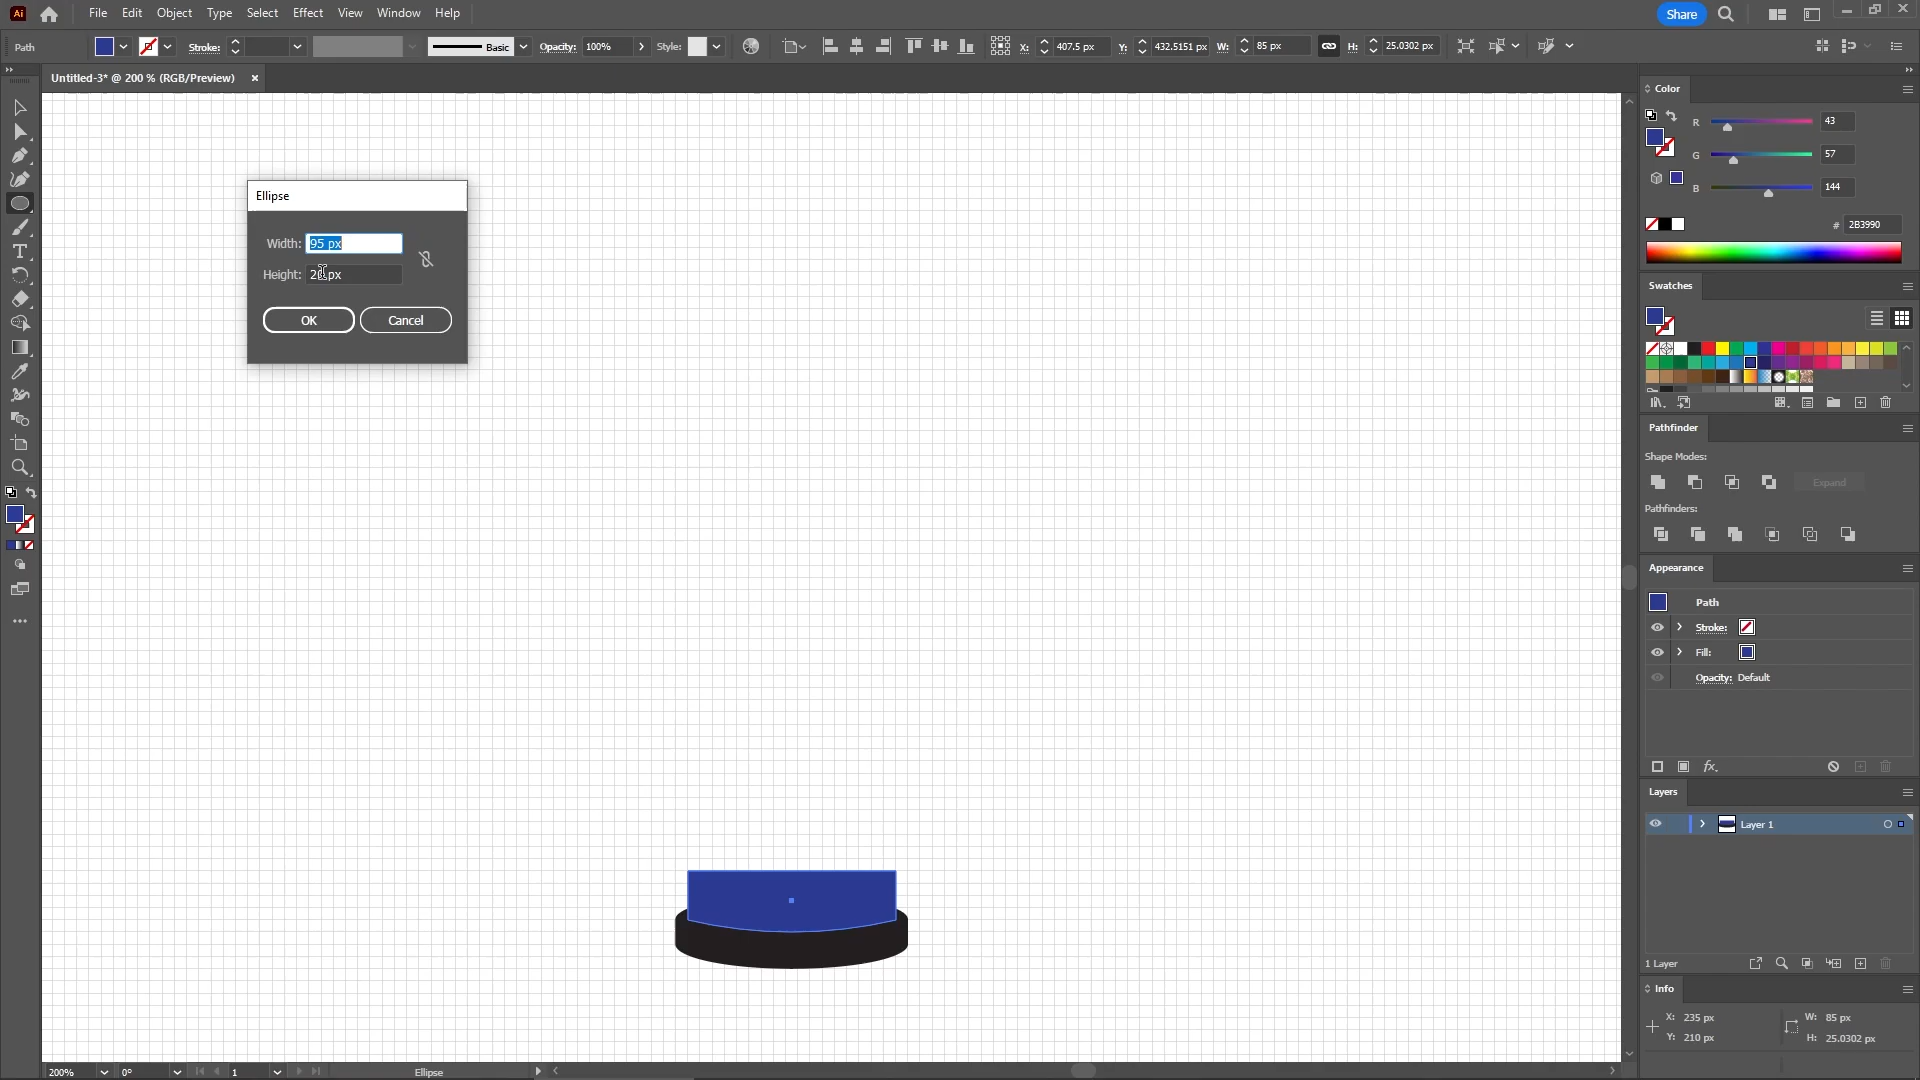 Ai File Edit Object Type Select Effect View Window Help Share
Path Stroke: Basic Opacity: 100% Style: X: 407.5 px Y: 432.5151 px W: 85 px H: 25.0302 px
Untitled-3* @ 200 % (RGB/Preview) ×
Ellipse
Width: 95 px
Height: px
OK Cancel
Color
R 43
G 57
B 144
# 2B3990
Swatches
Pathfinder
Shape Modes:
Expand
Pathfinders:
Appearance
Path
Stroke:
Fill:
Opacity: Default
fx
Layers
Layer 1
1 Layer
Info
X: 235 px W: 85 px
Y: 210 px H: 25.0302 px
200% 0° 1 Ellipse